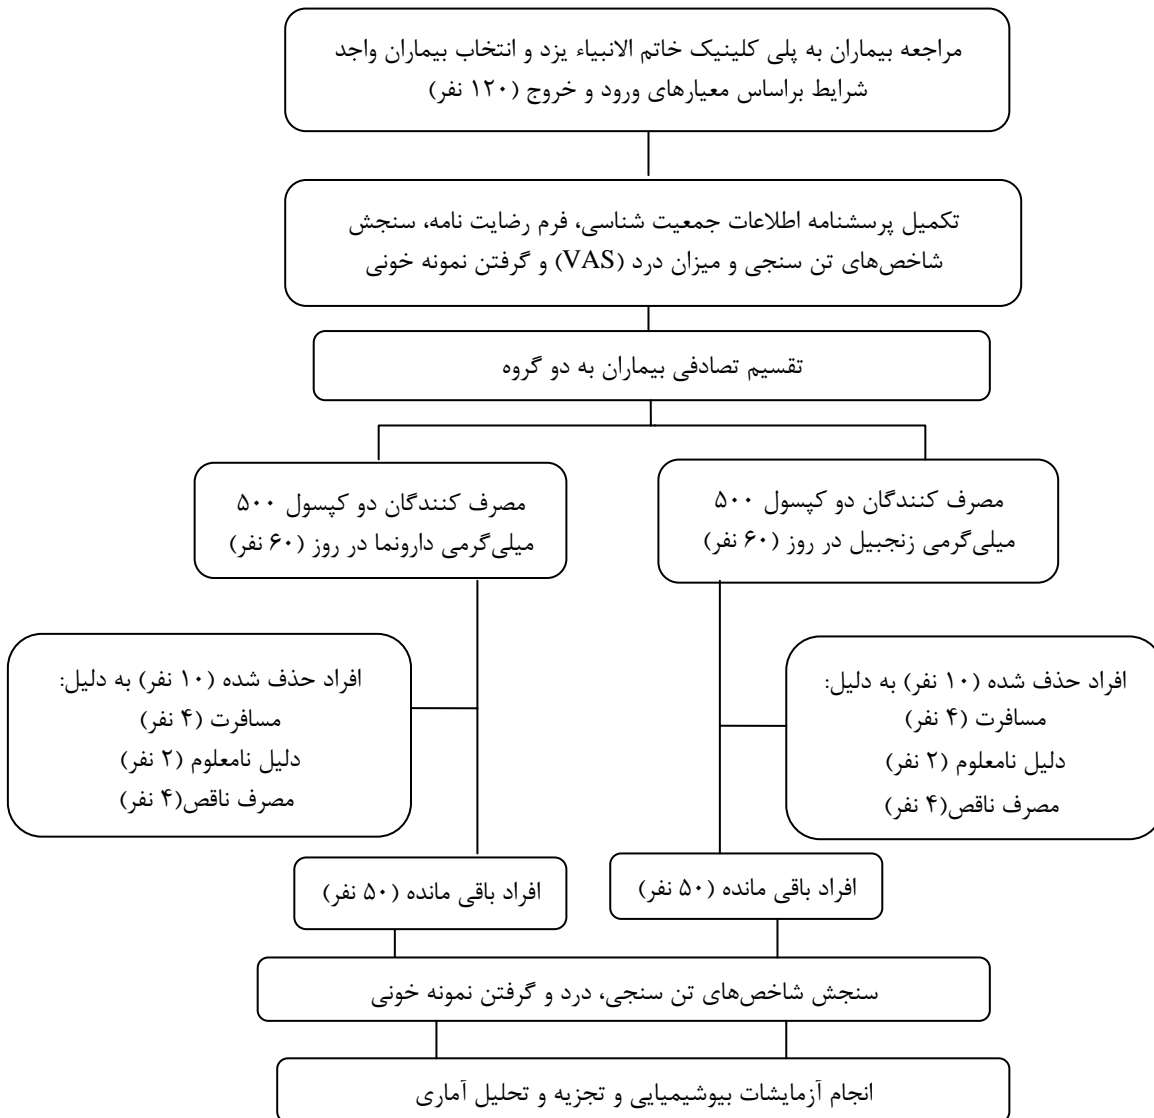 مراجعه بیماران به پلی کلینیک خاتم الانبیاء یزد و انتخاب بیماران واجد
شرایط براساس معیارهای ورود و خروج (۱۲۰ نفر)
تکمیل پرسشنامه اطلاعات جمعیت شناسی، فرم رضایت نامه، سنجش
شاخص‌های تن سنجی و میزان درد (VAS) و گرفتن نمونه خونی
تقسیم تصادفی بیماران به دو گروه
مصرف کنندگان دو کپسول ۵۰۰
میلی‌گرمی زنجبیل در روز (۶۰ نفر)
مصرف کنندگان دو کپسول ۵۰۰
میلی‌گرمی دارونما در روز (۶۰ نفر)
افراد حذف شده (۱۰ نفر) به دلیل:
مسافرت (۴ نفر)
دلیل نامعلوم (۲ نفر)
مصرف ناقص(۴ نفر)
افراد حذف شده (۱۰ نفر) به دلیل:
مسافرت (۴ نفر)
دلیل نامعلوم (۲ نفر)
مصرف ناقص(۴ نفر)
افراد باقی مانده (۵۰ نفر)
افراد باقی مانده (۵۰ نفر)
سنجش شاخص‌های تن سنجی، درد و گرفتن نمونه خونی
انجام آزمایشات بیوشیمیایی و تجزیه و تحلیل آماری